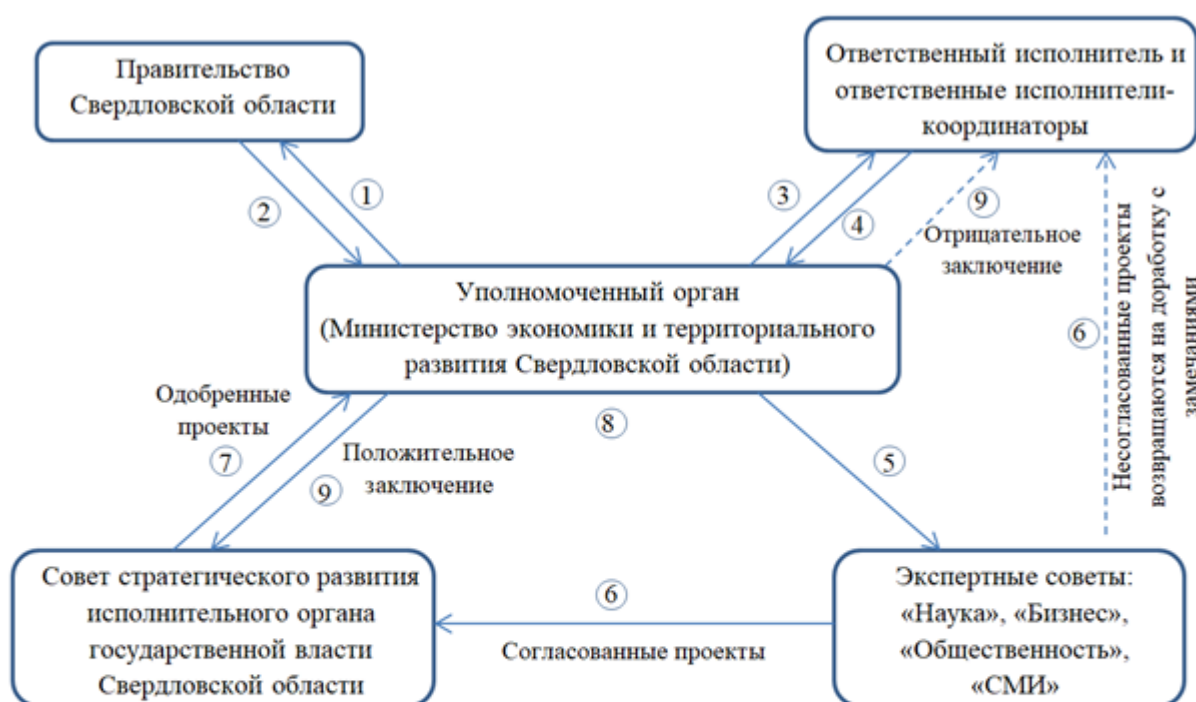 Правительство
Свердловской области
Ответственный исполнитель и
ответственные исполнители-
координаторы
2
1
3
4
9
Отрицательное
заключение
6
Несогласованные проекты
возвращаются на доработку с
замечаниями
Уполномоченный орган
(Министерство экономики и территориального
развития Свердловской области)
Одобренные
проекты
7
Положительное
заключение
9
8
5
Совет стратегического развития
исполнительного органа
государственной власти
Свердловской области
6
Согласованные проекты
Экспертные советы:
«Наука», «Бизнес»,
«Общественность»,
«СМИ»